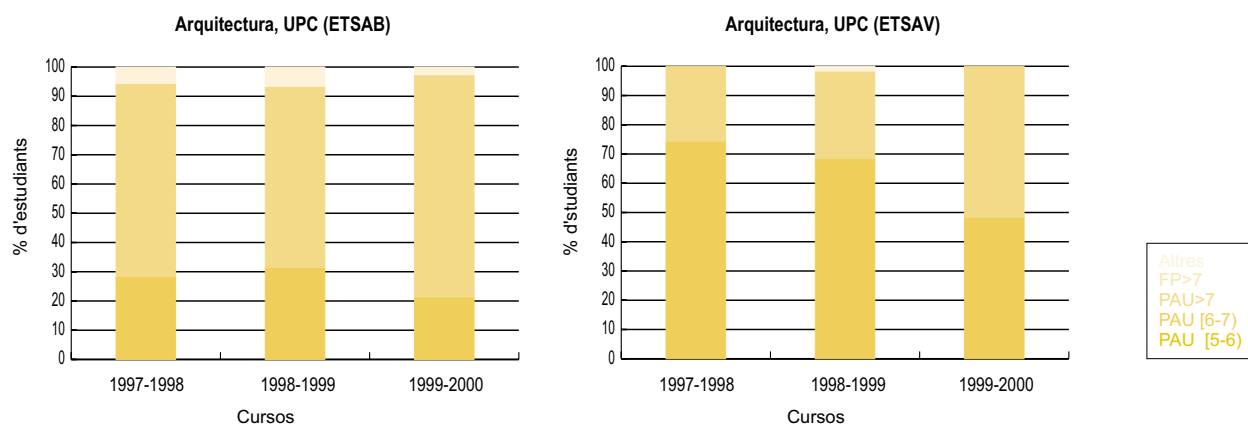 Arquitectura, UPC (ETSAB)
% d'estudiants
100
90
80
70
60
50
40
30
20
10
0
1997-1998
1998-1999
1999-2000
Cursos
Arquitectura, UPC (ETSAV)
% d'studiants
100
90
80
70
60
50
40
30
20
10
0
1997-1998
1998-1999
1999-2000
Cursos
Altres
FP>7
PAU>7
PAU [6-7)
PAU [5-6)